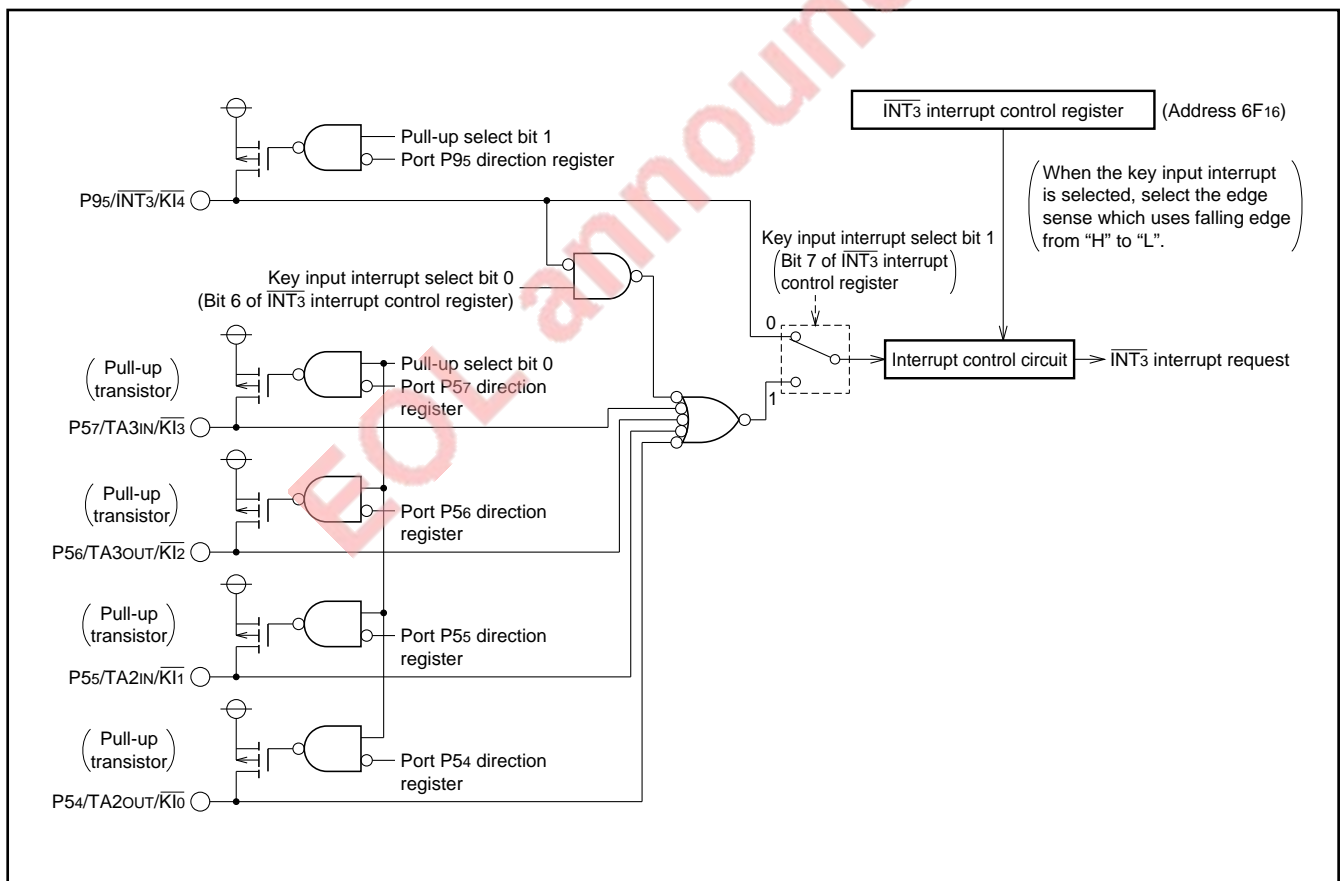 EOL announ
INT3 interrupt control register
(Address 6F16)
Pull-up select bit 1
Port P95 direction register
P95/INT3/KI4
When the key input interrupt
is selected, select the edge
sense which uses falling edge
from “H” to “L”.
Key input interrupt select bit 1
(Bit 7 of INT3 interrupt
control register)
Key input interrupt select bit 0
(Bit 6 of INT3 interrupt control register)
0
1
Interrupt control circuit
INT3 interrupt request
(Pull-up
transistor)
Pull-up select bit 0
Port P57 direction
register
P57/TA3IN/KI3
(Pull-up
transistor)
Port P56 direction
register
P56/TA3OUT/KI2
(Pull-up
transistor)
Port P55 direction
register
P55/TA2IN/KI1
(Pull-up
transistor)
Port P54 direction
register
P54/TA2OUT/KI0